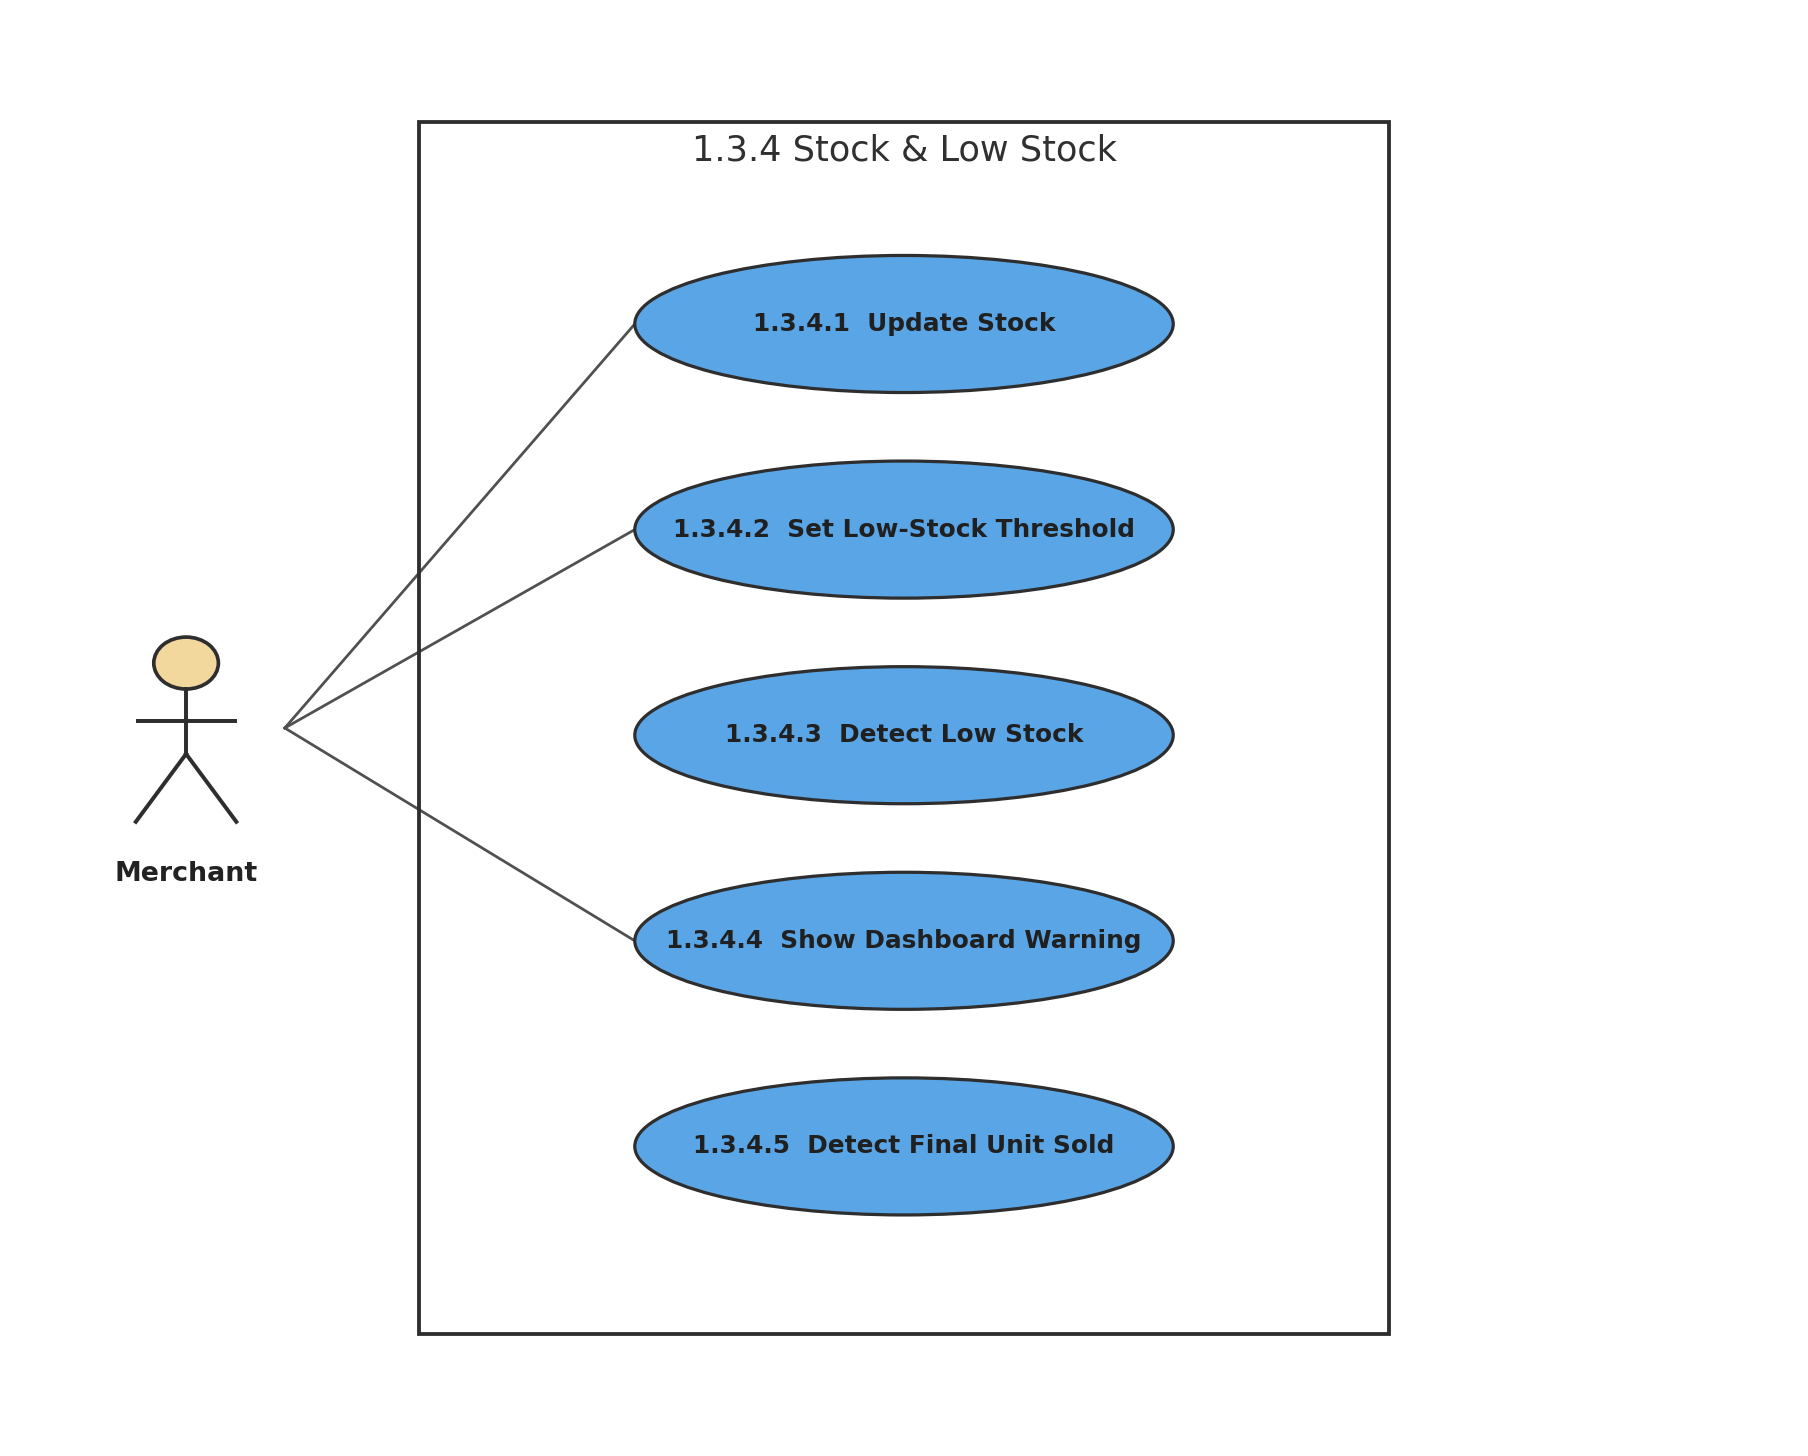 1.3.4 Stock & Low Stock
1.3.4.1  Update Stock
1.3.4.2  Set Low-Stock Threshold
1.3.4.3  Detect Low Stock
Merchant
1.3.4.4  Show Dashboard Warning
1.3.4.5  Detect Final Unit Sold